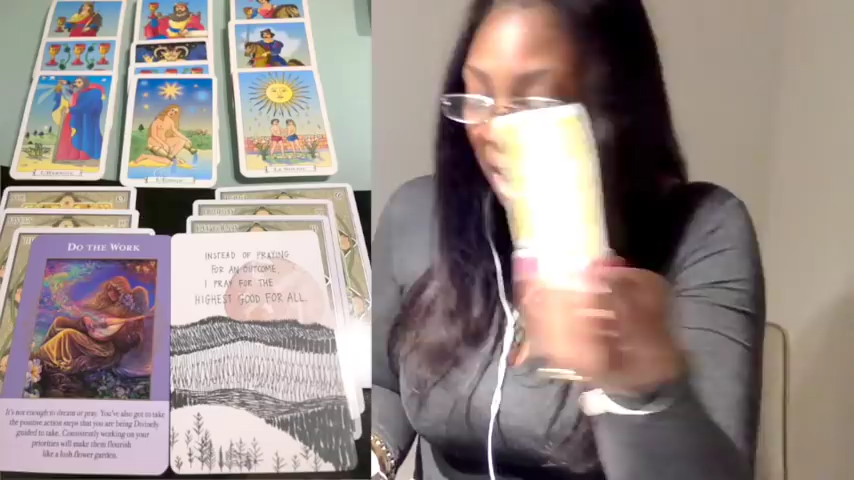 DO THE WORK
It's not enough to dream or pray. You've also got to take
the positive action steps that you are being Divinely
guided to take. Consistently working on your
priorities will make them flourish
like a lush flower garden.
INSTEAD OF PRAYING
FOR AN OUTCOME
I PRAY FOR THE
HIGHEST GOOD FOR ALL.